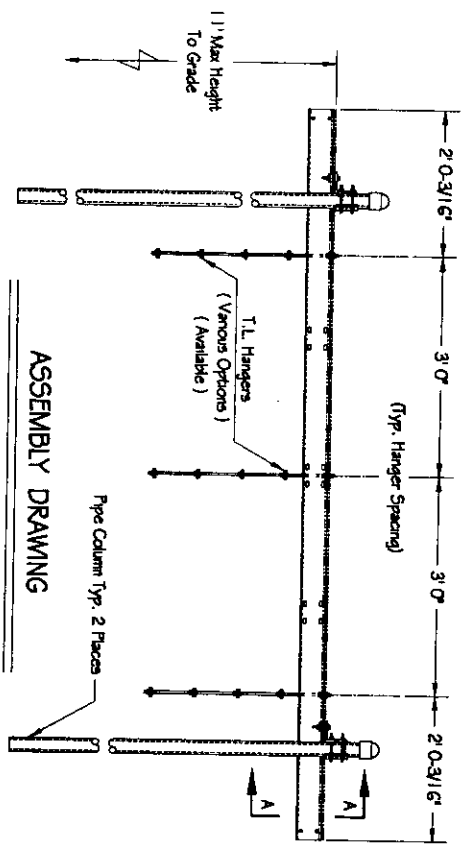 2' 0-3/16"
3' 0"
3' 0"
2' 0-3/16"
(Typ. Hanger Spacing)
11' Max Height
To Grade
T.L. Hangers
( Various Options )
( Available )
A
A
Pipe Column Typ. 2 Places
ASSEMBLY DRAWING